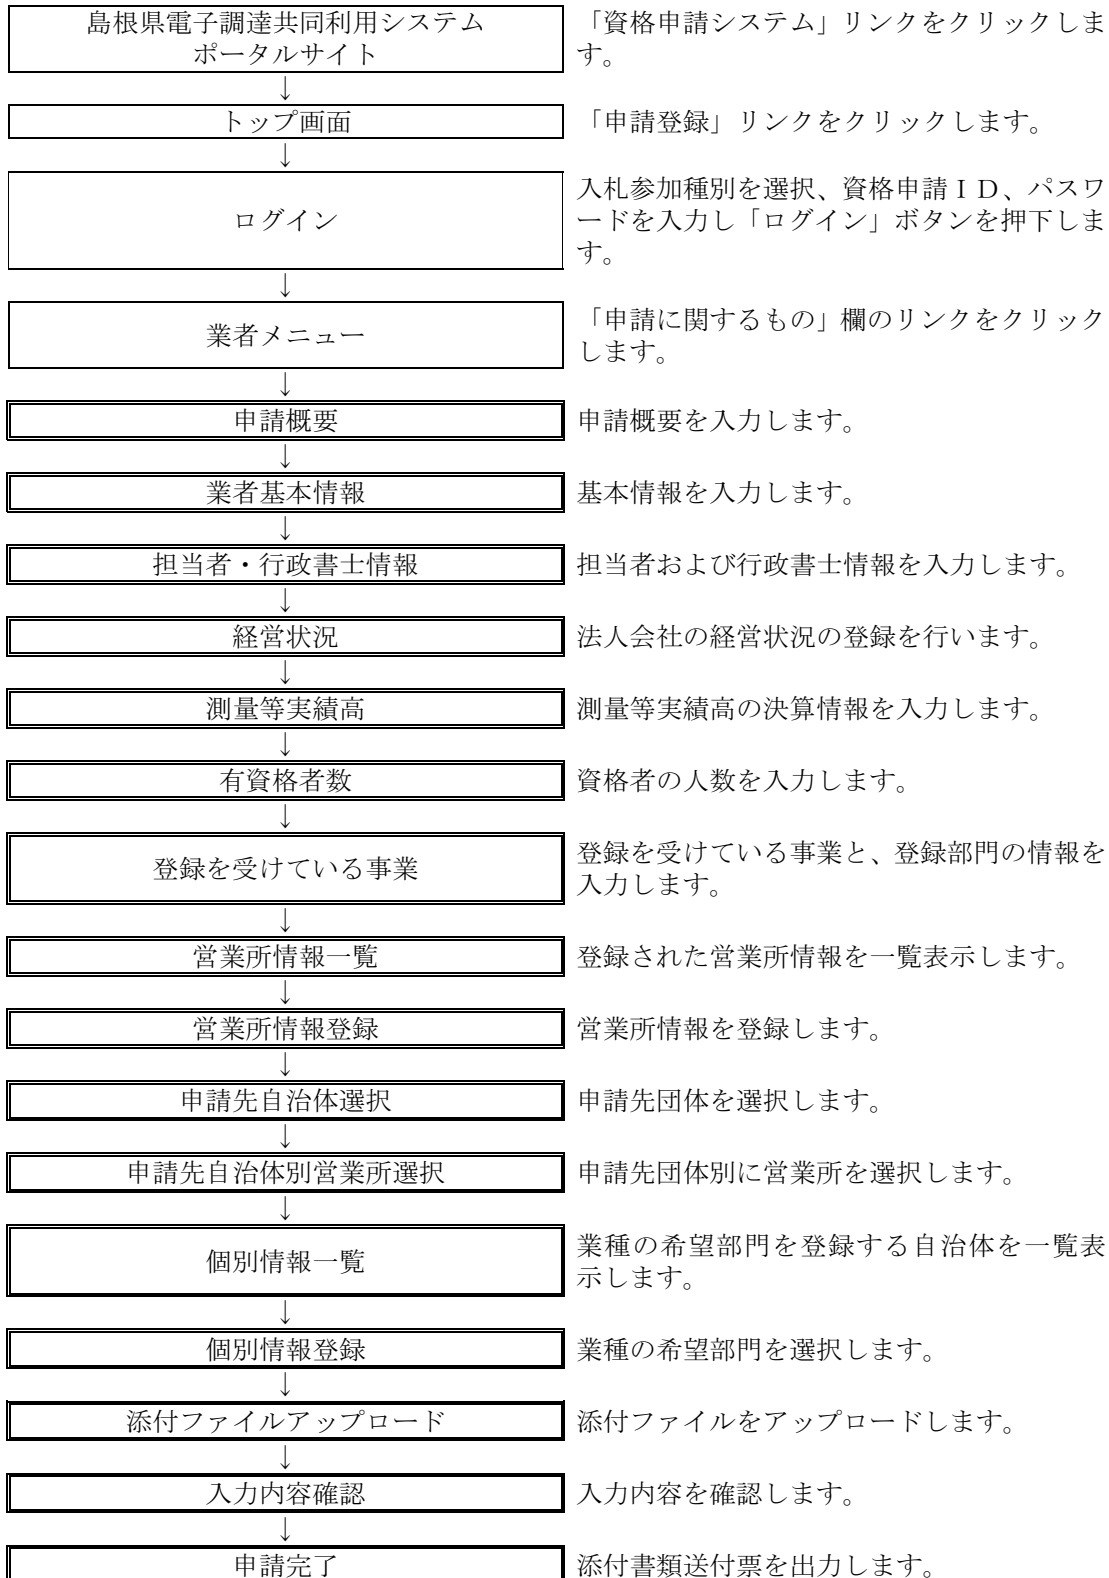 島根県電子調達共同利用システム
ポータルサイト
「資格申請システム」リンクをクリックしま
す。
↓
トップ画面
「申請登録」リンクをクリックします。
↓
ログイン
入札参加種別を選択、資格申請ＩＤ、パスワ
ードを入力し「ログイン」ボタンを押下しま
す。
↓
業者メニュー
「申請に関するもの」欄のリンクをクリック
します。
↓
申請概要
申請概要を入力します。
↓
業者基本情報
基本情報を入力します。
↓
担当者・行政書士情報
担当者および行政書士情報を入力します。
↓
経営状況
法人会社の経営状況の登録を行います。
↓
測量等実績高
測量等実績高の決算情報を入力します。
↓
有資格者数
資格者の人数を入力します。
↓
登録を受けている事業
登録を受けている事業と、登録部門の情報を
入力します。
↓
営業所情報一覧
登録された営業所情報を一覧表示します。
↓
営業所情報登録
営業所情報を登録します。
↓
申請先自治体選択
申請先団体を選択します。
↓
申請先自治体別営業所選択
申請先団体別に営業所を選択します。
↓
個別情報一覧
業種の希望部門を登録する自治体を一覧表
示します。
↓
個別情報登録
業種の希望部門を選択します。
↓
添付ファイルアップロード
添付ファイルをアップロードします。
↓
入力内容確認
入力内容を確認します。
↓
申請完了
添付書類送付票を出力します。